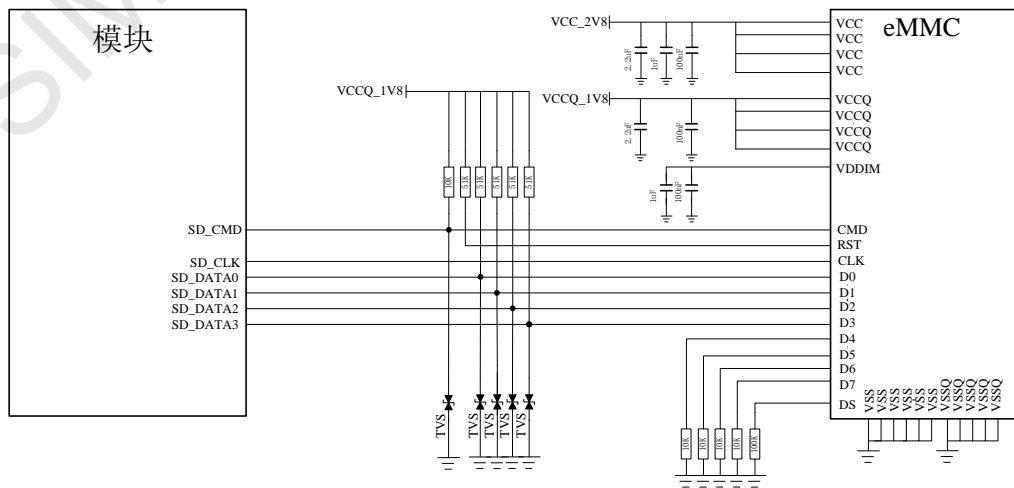 SIM
模块
eMMC
VCC_2V8
VCC
VCC
VCC
VCC
2.2uF
1uF
100nF
VCCQ_1V8
VCCQ_1V8
VCCQ
VCCQ
VCCQ
VCCQ
2.2uF
100nF
VDDIM
1uF
100nF
10K
51K
51K
51K
51K
51K
SD_CMD
CMD
RST
SD_CLK
CLK
SD_DATA0
D0
SD_DATA1
D1
SD_DATA2
D2
SD_DATA3
D3
D4
D5
D6
D7
DS
TVS
TVS
TVS
TVS
TVS
10K
10K
10K
10K
100K
VSS
VSS
VSS
VSS
VSS
VSS
VSSQ
VSSQ
VSSQ
VSSQ
VSSQ